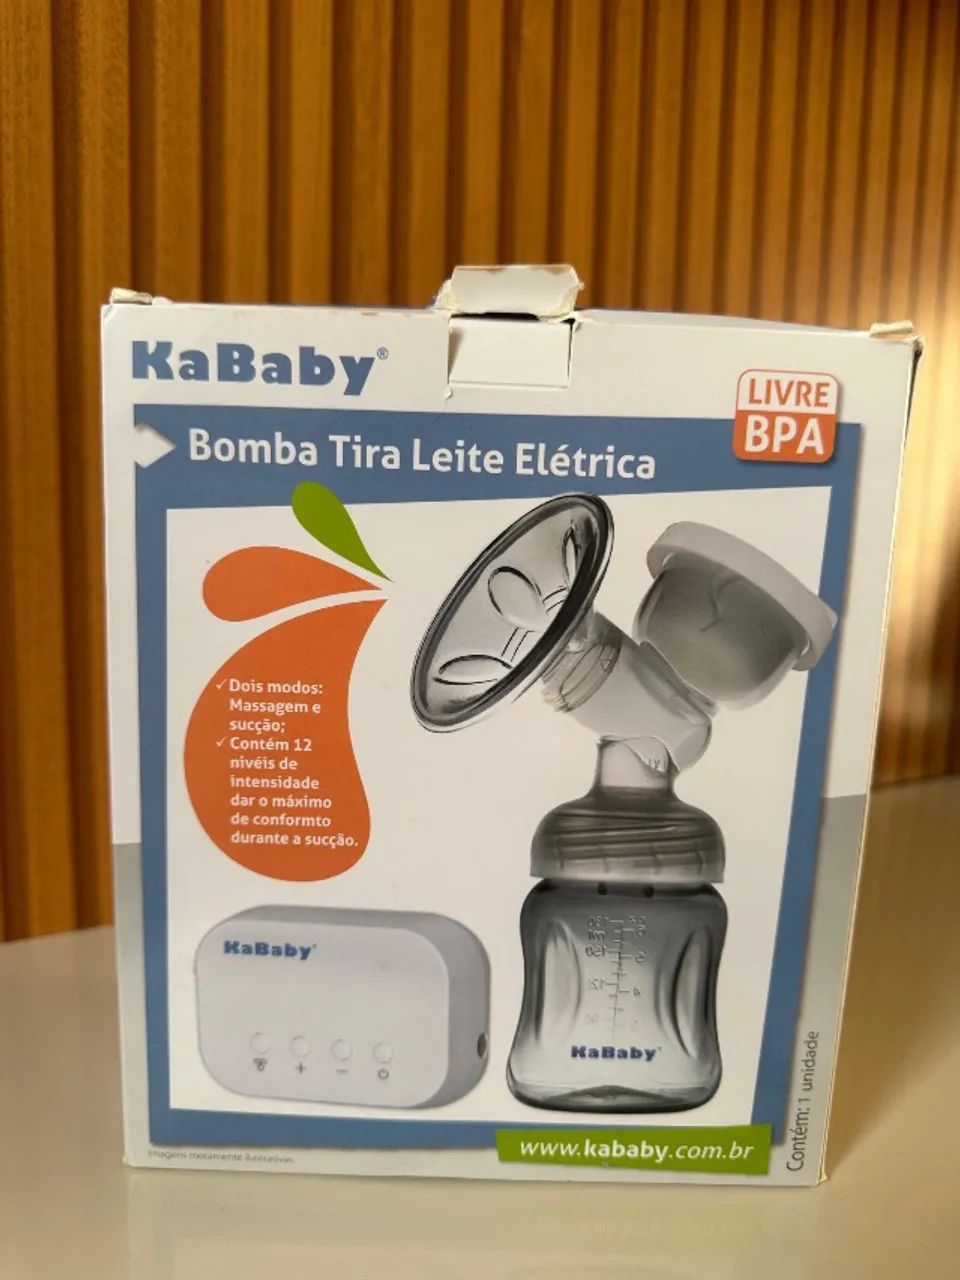 KaBaby®
LIVRE
BPA
Bomba Tira Leite Elétrica
✓ Dois modos:
Massagem e
sucção;
✓ Contém 12
nivéis de
intensidade
dar o máximo
de conformto
durante a sucção.
KaBaby
KaBaby
www.kababy.com.br
Contém: 1 unidade
Imagens meramente ilustrativas.